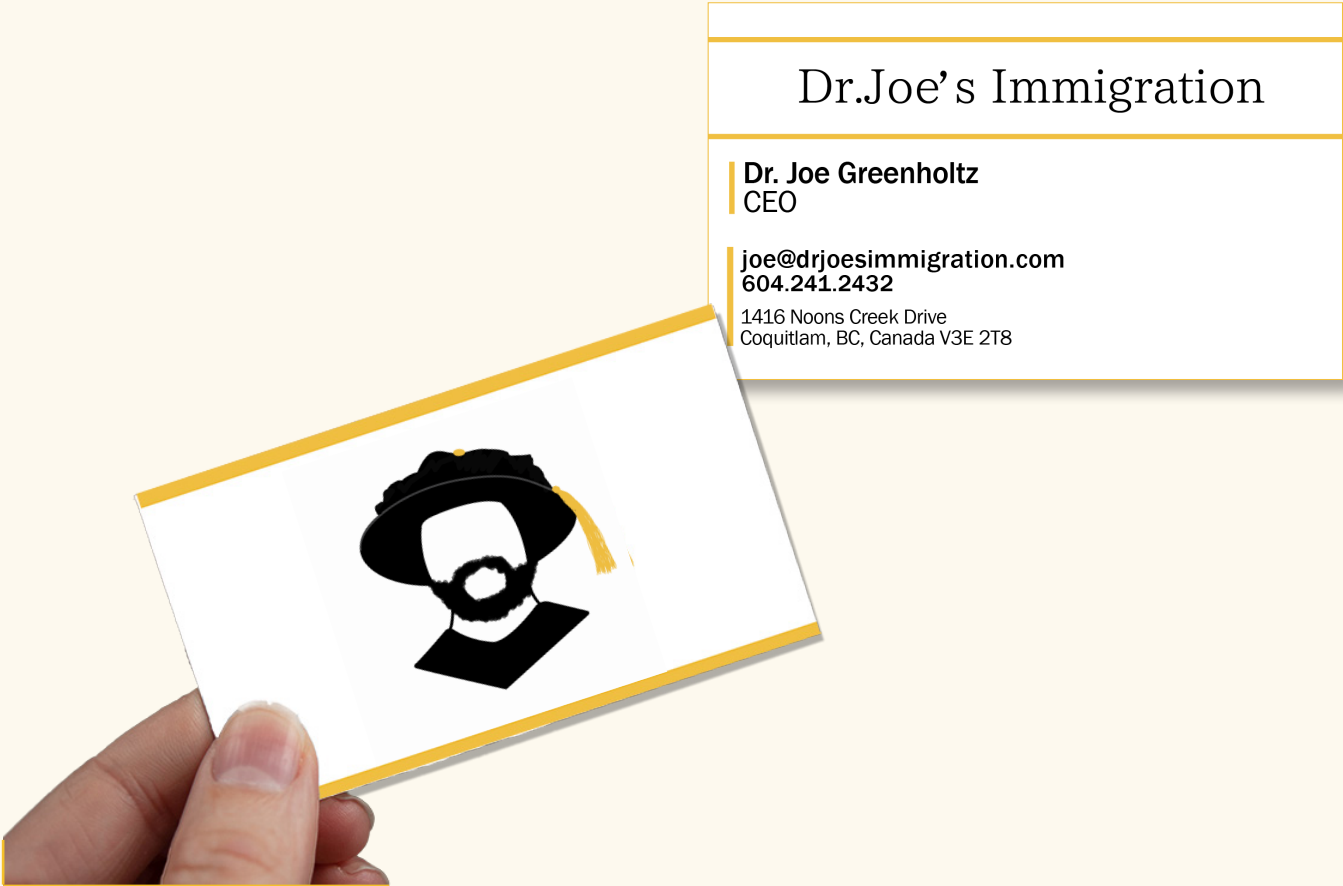 Dr.Joe’s Immigration
Dr. Joe Greenholtz
CEO
joe@drjoesimmigration.com
604.241.2432
1416 Noons Creek Drive
Coquitlam, BC, Canada V3E 2T8